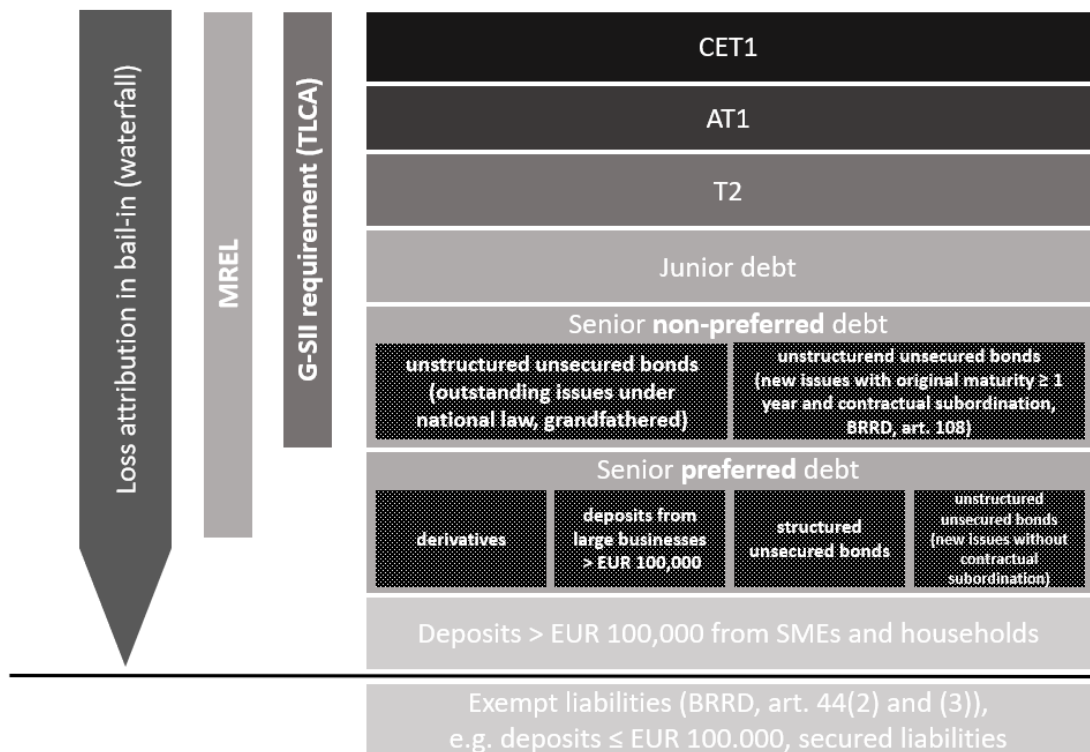 Loss attribution in bail-in (waterfall)
MREL
G-SII requirement (TLCA)
CET1
AT1
T2
Junior debt
Senior non-preferred debt
unstructured unsecured bonds
(outstanding issues under
national law, grandfathered)
unstructurend unsecured bonds
(new issues with original maturity ≥ 1
year and contractual subordination,
BRRD, art. 108)
Senior preferred debt
derivatives
deposits from
large businesses
> EUR 100,000
structured
unsecured bonds
unstructured
unsecured bonds
(new issues without
contractual
subordination)
Deposits > EUR 100,000 from SMEs and households
Exempt liabilities (BRRD, art. 44(2) and (3)),
e.g. deposits ≤ EUR 100.000, secured liabilities